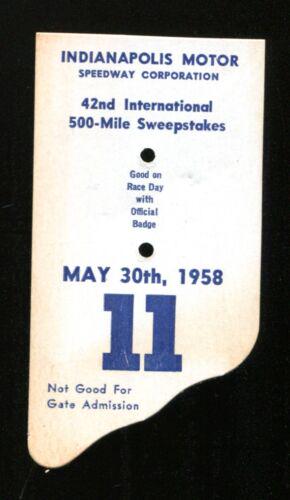 INDIANAPOLIS MOTOR
SPEEDWAY CORPORATION
42nd International
500-Mile Sweepstakes
Good on
Race Day
with
Official
Badge
MAY 30th, 1958
11
Not Good For
Gate Admission